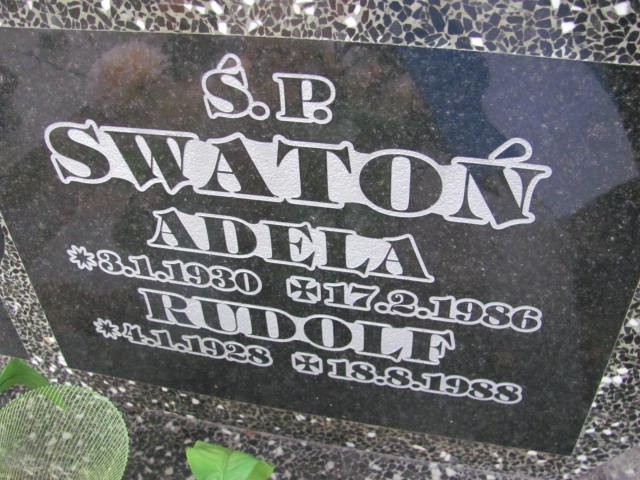 Ś. P.
SWATOŃ
ADELA
* 3.1.1930 ✠ 17.2.1986
RUDOLF
* 4.1.1928 ✠ 18.8.1988